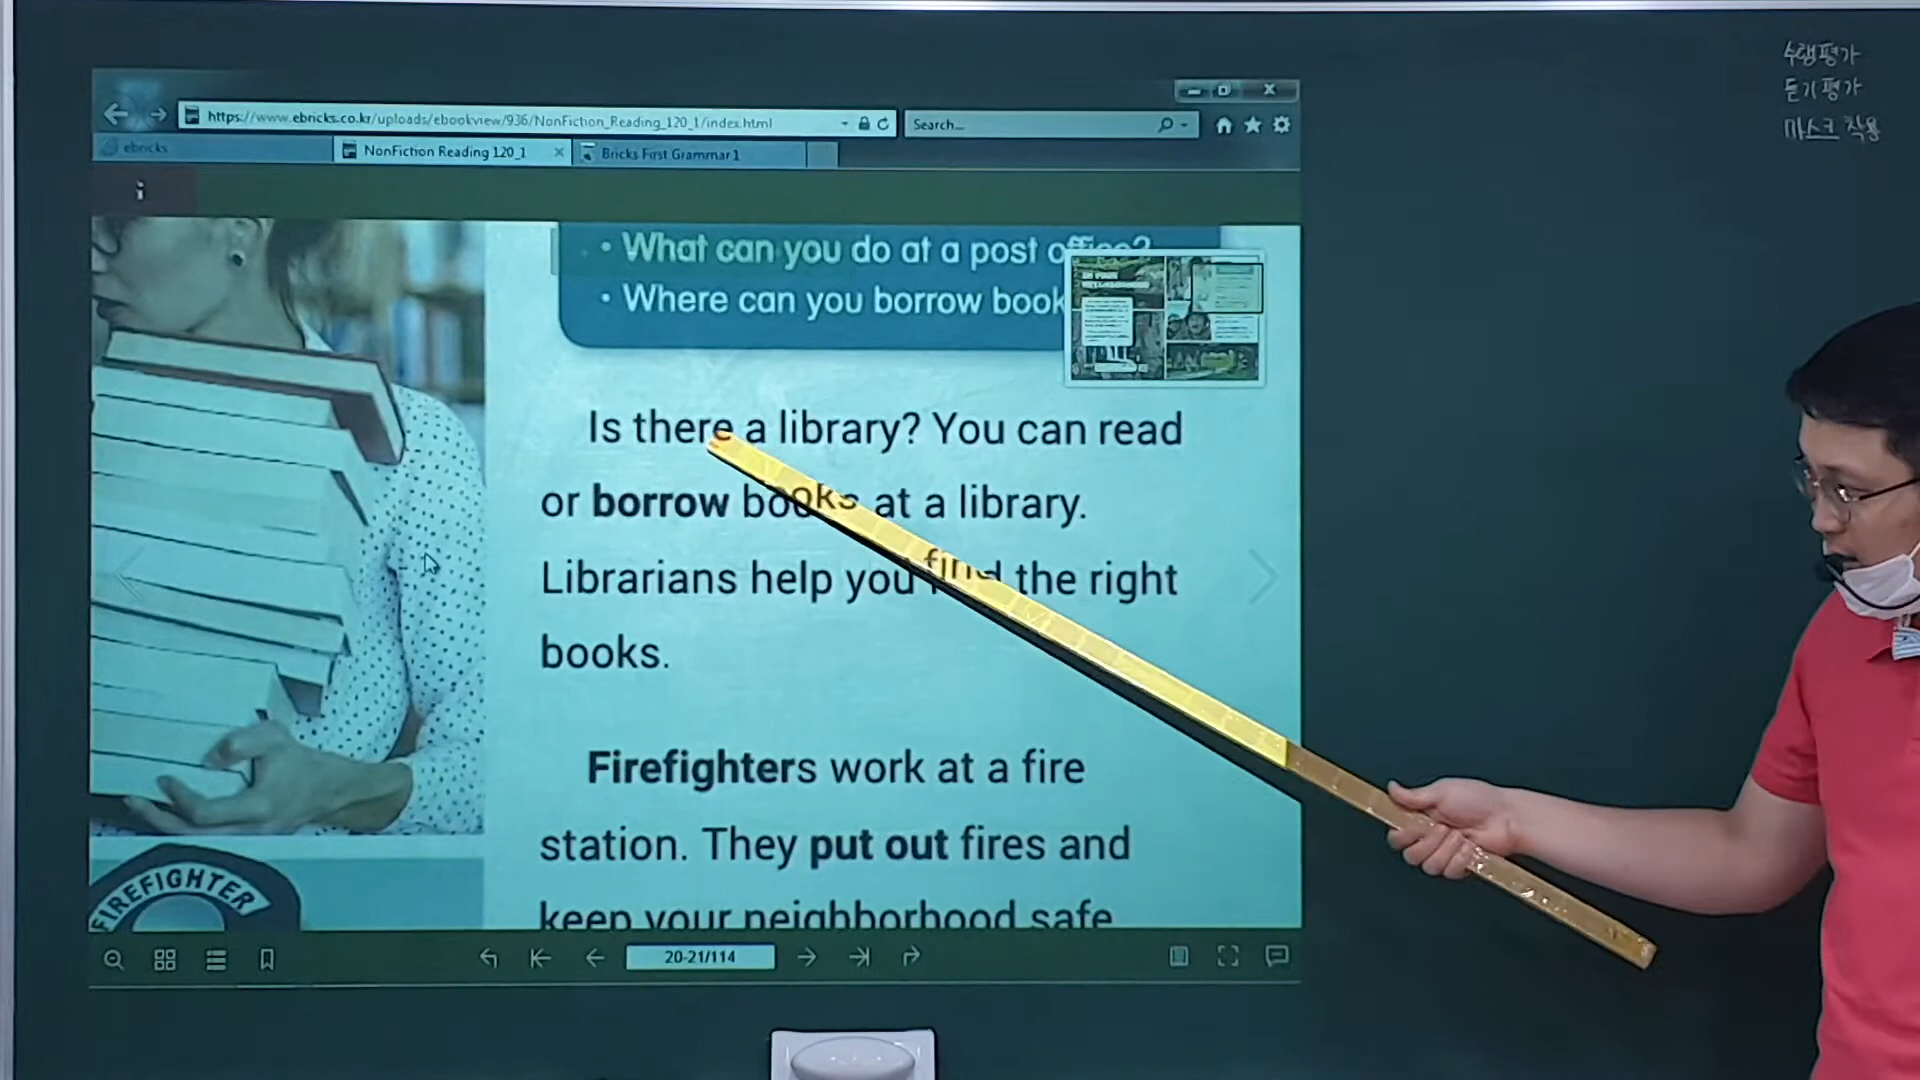 수행평가
듣기평가
마스크 착용
https://www.ebricks.co.kr/uploads/ebookview/936/NonFiction_Reading_120_1/index.html
Search...
ebricks
NonFiction Reading 120_1
Bricks First Grammar 1
i
• What can you do at a post office?
• Where can you borrow book
Is there a library? You can read
or borrow books at a library.
Librarians help you find the right
books.
Firefighters work at a fire
station. They put out fires and
keep your neighborhood safe
FIREFIGHTER
20-21/114